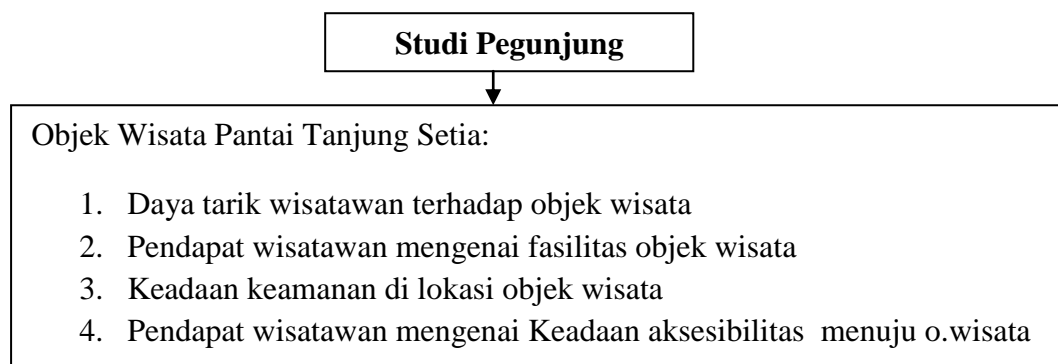 Studi Pegunjung
Objek Wisata Pantai Tanjung Setia:
1. Daya tarik wisatawan terhadap objek wisata
2. Pendapat wisatawan mengenai fasilitas objek wisata
3. Keadaan keamanan di lokasi objek wisata
4. Pendapat wisatawan mengenai Keadaan aksesibilitas menuju o.wisata